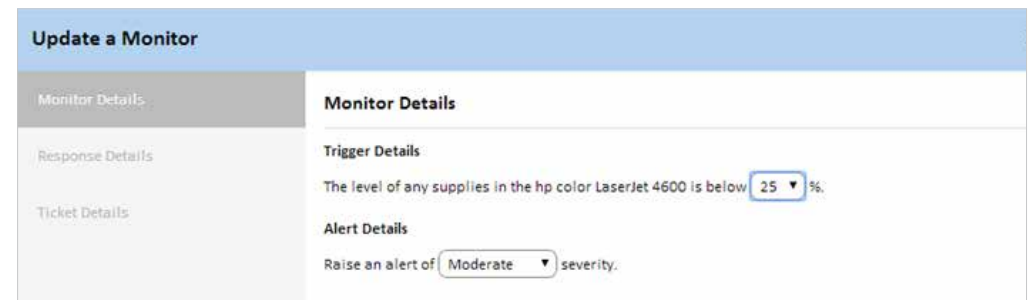 Update a Monitor
Monitor Details
Response Details
Ticket Details
Monitor Details
Trigger Details
The level of any supplies in the hp color LaserJet 4600 is below 25 %.
Alert Details
Raise an alert of Moderate severity.